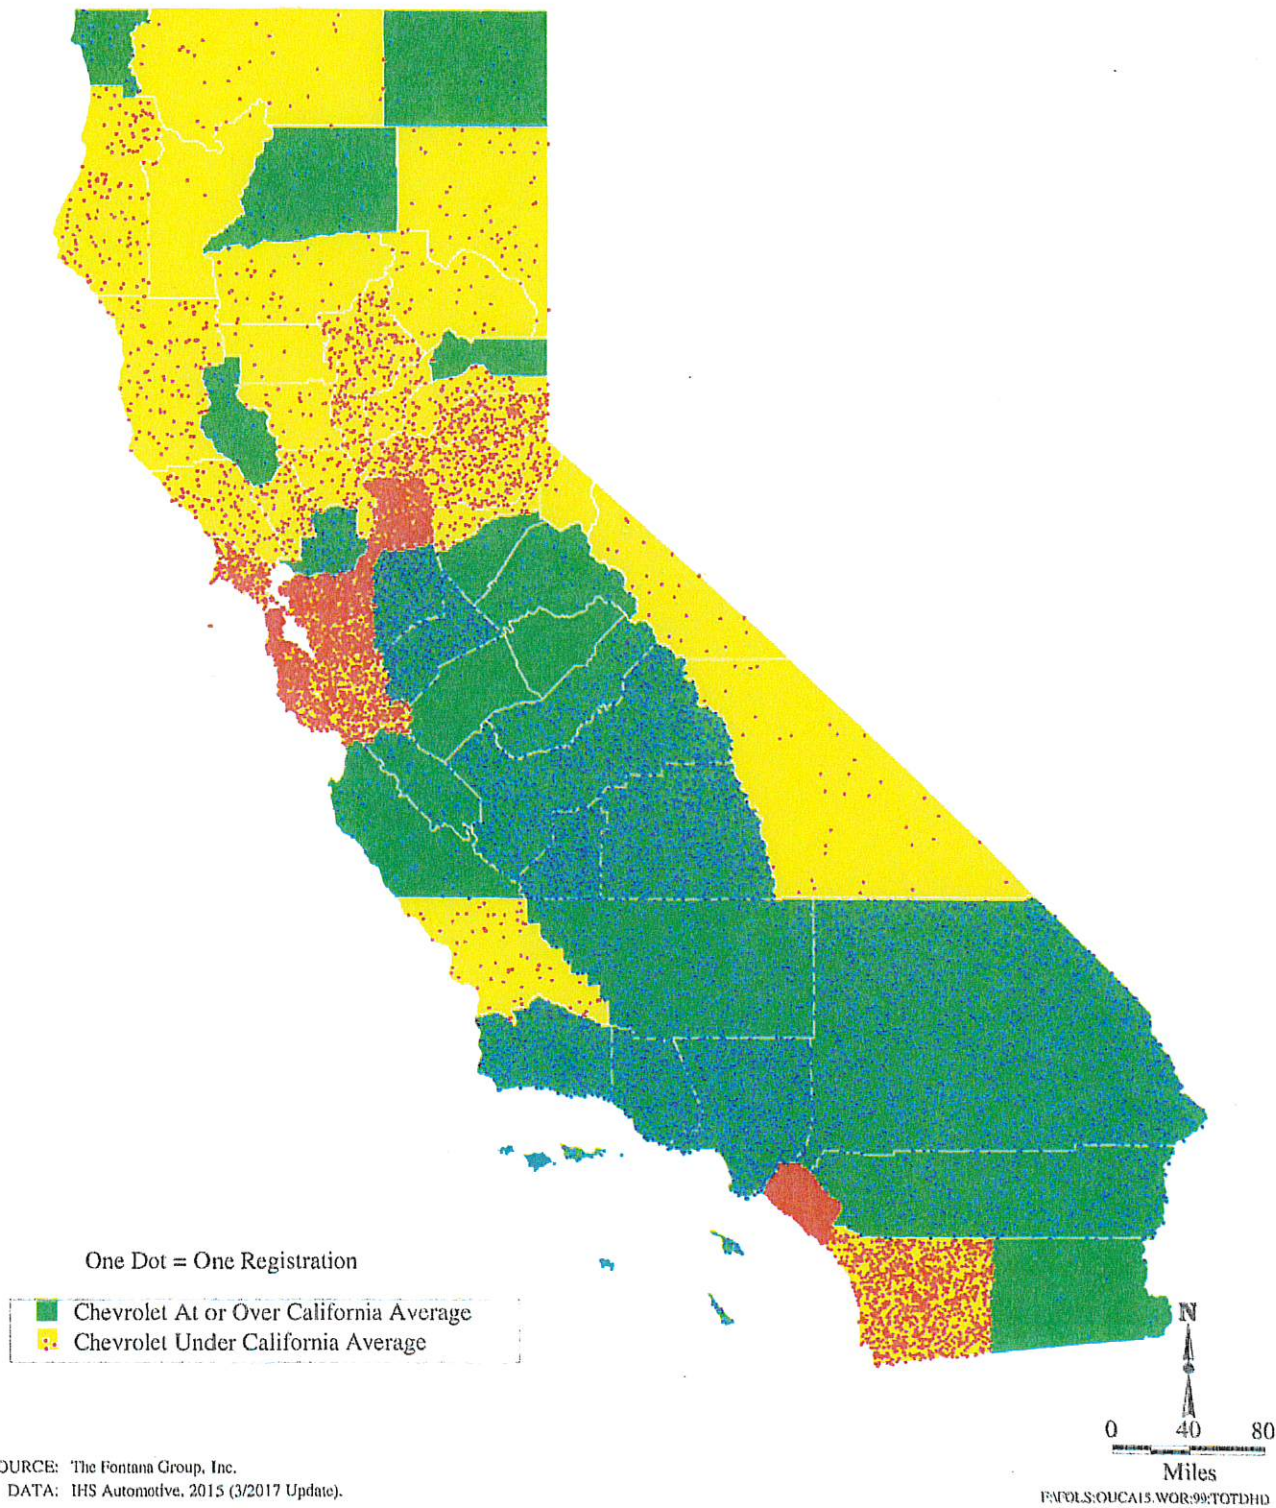 One Dot = One Registration
Chevrolet At or Over California Average
Chevrolet Under California Average
N
0 40 80
Miles
OURCE: The Fontana Group, Inc.
DATA: IHS Automotive, 2015 (3/2017 Update).